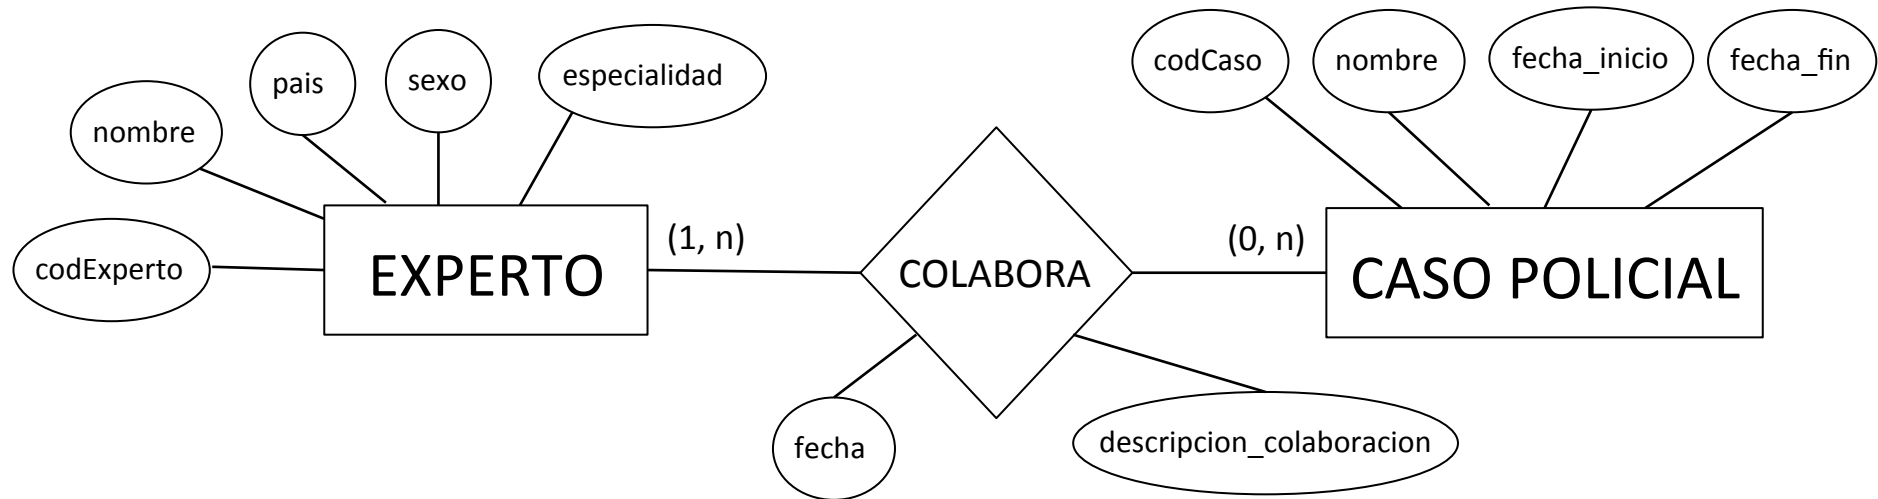 codCaso
nombre
fecha_inicio
fecha_fin
pais
sexo
especialidad
nombre
codExperto
EXPERTO
(1, n)
COLABORA
(0, n)
CASO POLICIAL
fecha
descripcion_colaboracion